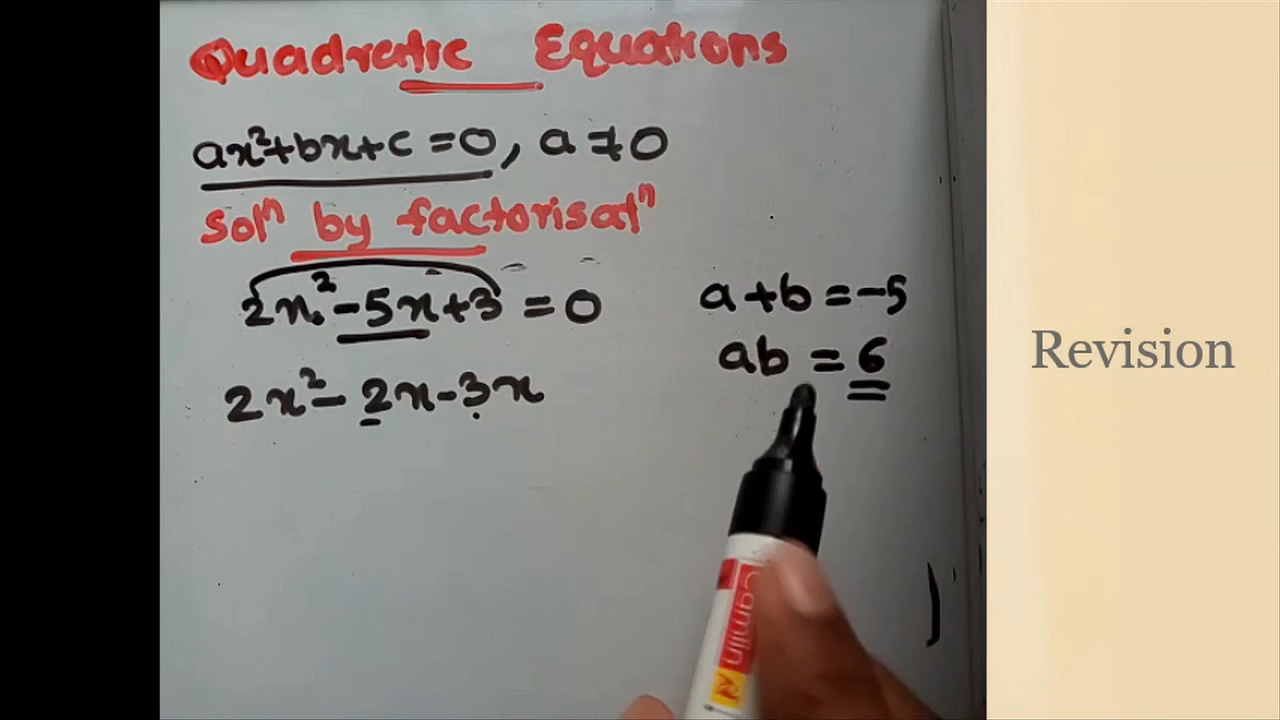 Quadratic Equations
ax²+bx+c=0, a≠0
Solⁿ by factorisatⁿ
2x²-5x+3=0
a+b=-5
ab=6
2x²-2x-3x
camlin
Revision